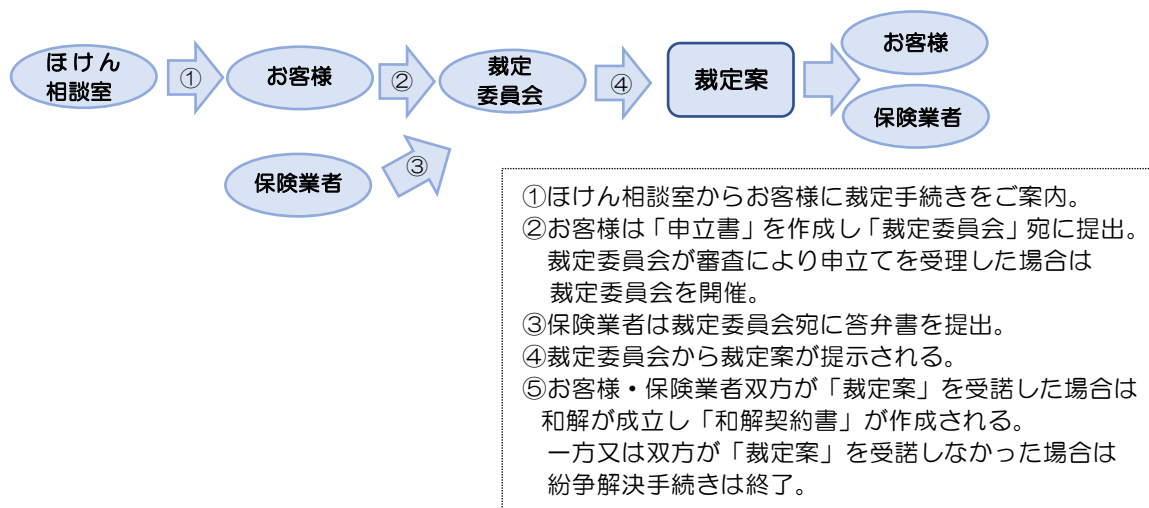 ほけん
相談室
①
お客様
②
裁定
委員会
④
裁定案
お客様
保険業者
保険業者
③
①ほけん相談室からお客様に裁定手続きをご案内。
②お客様は「申立書」を作成し「裁定委員会」宛に提出。
裁定委員会が審査により申立てを受理した場合は
裁定委員会を開催。
③保険業者は裁定委員会宛に答弁書を提出。
④裁定委員会から裁定案が提示される。
⑤お客様・保険業者双方が「裁定案」を受諾した場合は
和解が成立し「和解契約書」が作成される。
一方又は双方が「裁定案」を受諾しなかった場合は
紛争解決手続きは終了。